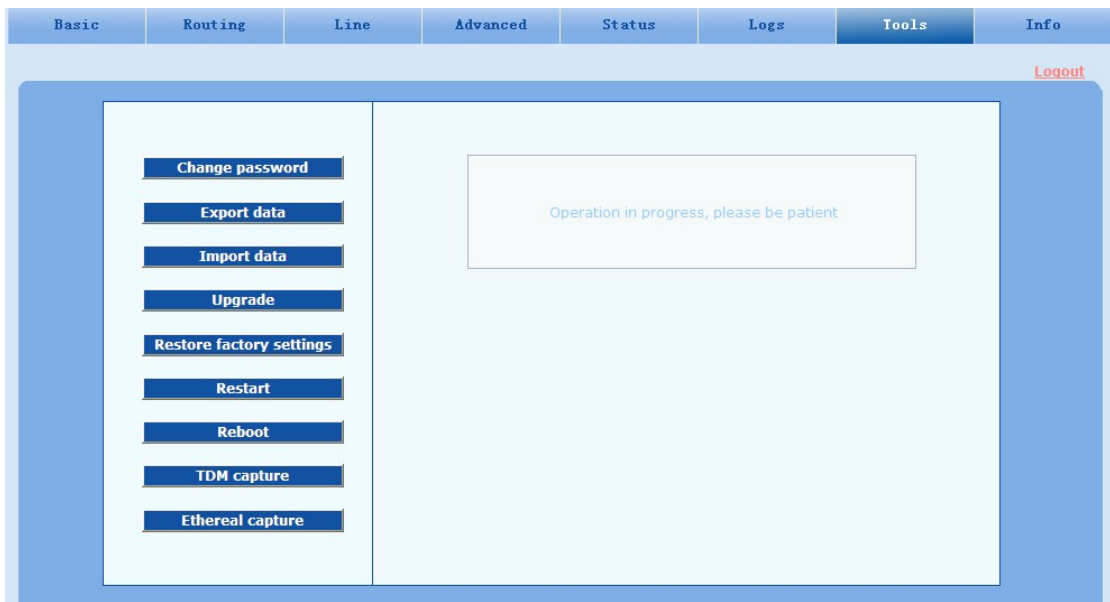 Basic Routing Line Advanced Status Logs Tools Info
Logout
Change password
Export data
Import data
Upgrade
Restore factory settings
Restart
Reboot
TDM capture
Ethereal capture
Operation in progress, please be patient